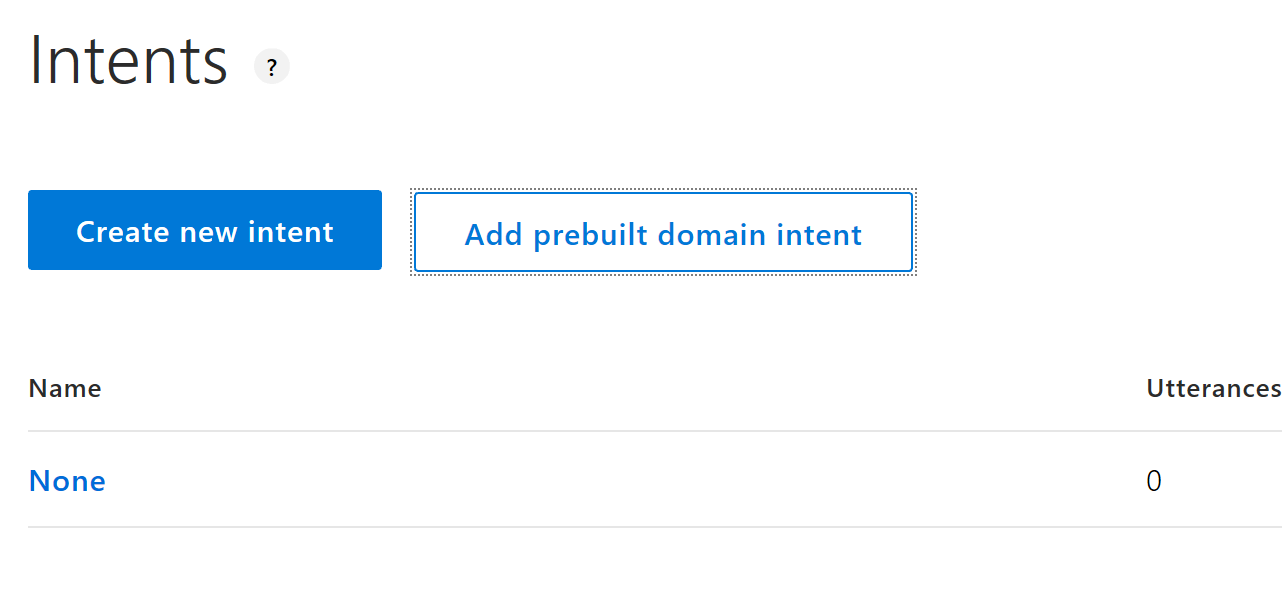 Intents ?
Create new intent Add prebuilt domain intent
Name Utterances
None 0